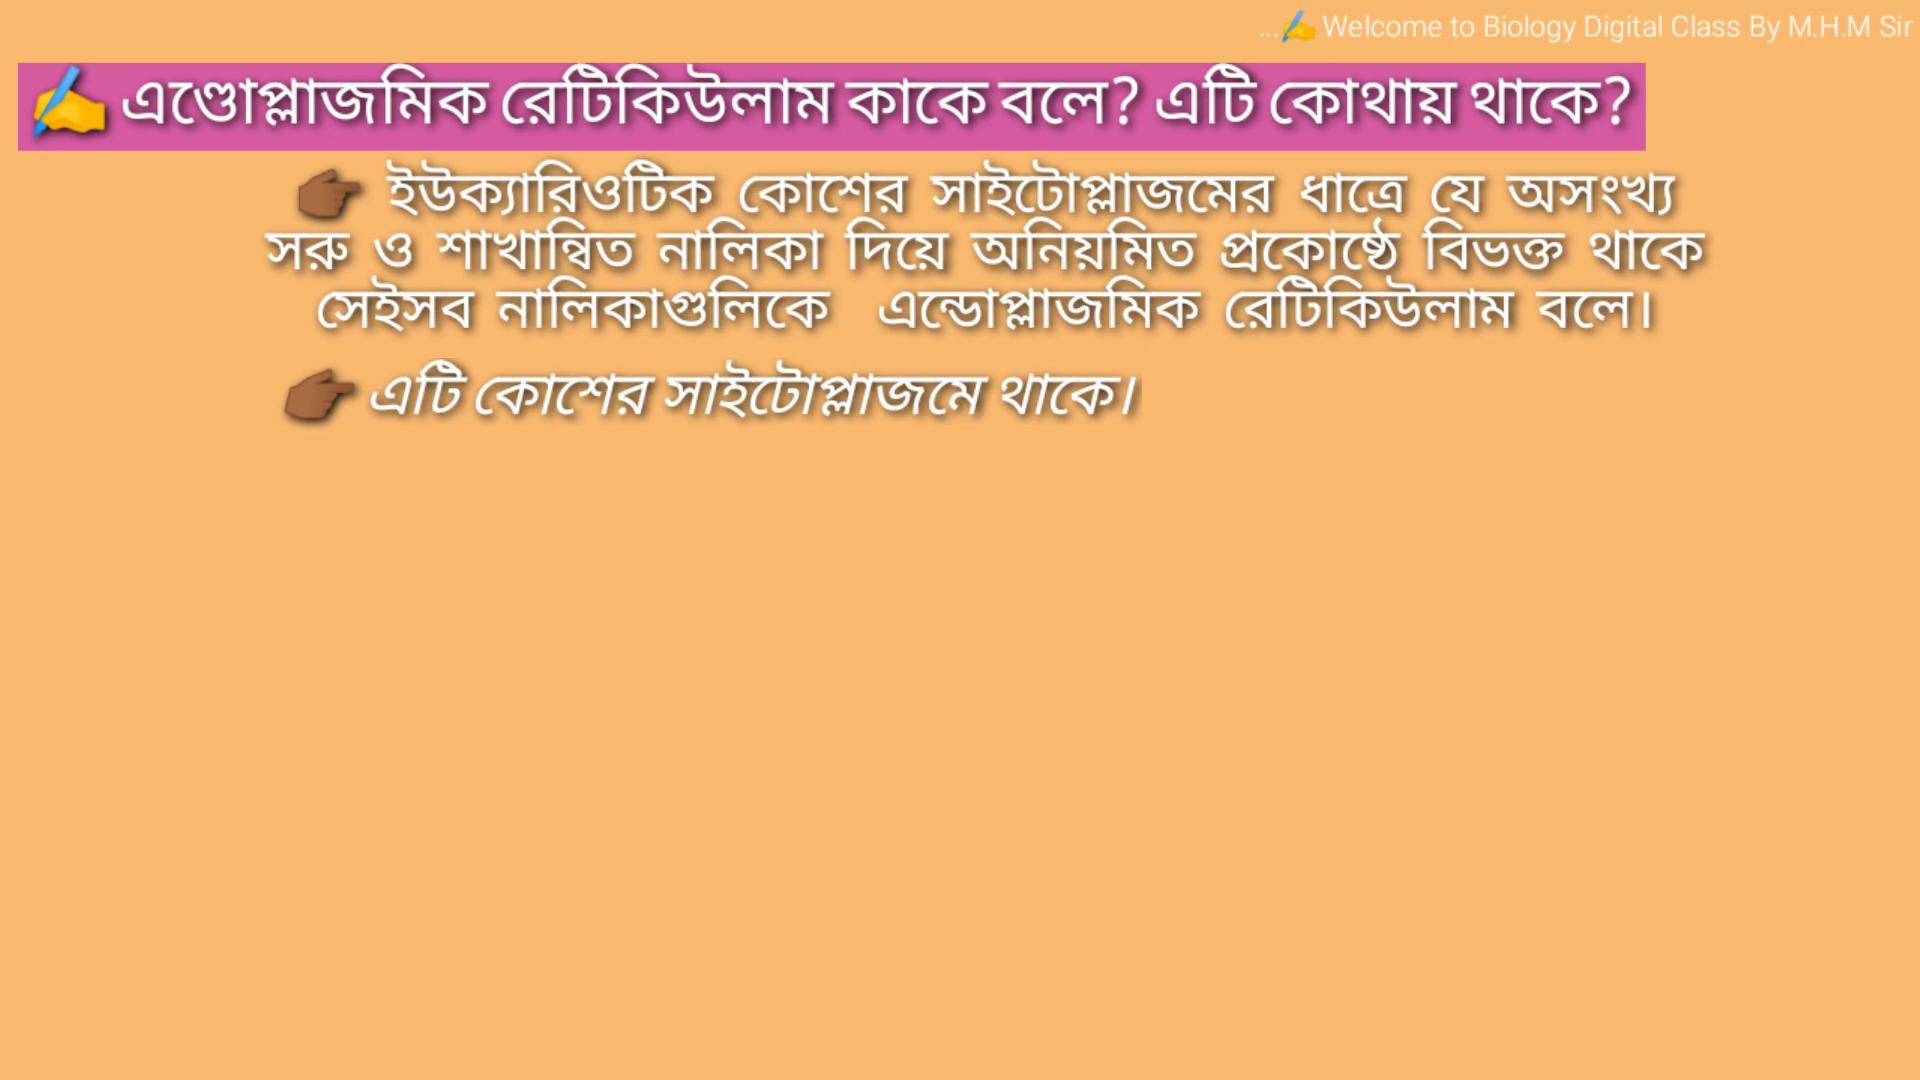 ...✍️ Welcome to Biology Digital Class By M.H.M Sir
✍️ এণ্ডোপ্লাজমিক রেটিকিউলাম কাকে বলে? এটি কোথায় থাকে?
👉🏾 ইউক্যারিওটিক কোশের সাইটোপ্লাজমের ধাত্রে যে অসংখ্য
সরু ও শাখান্বিত নালিকা দিয়ে অনিয়মিত প্রকোষ্ঠে বিভক্ত থাকে
সেইসব নালিকাগুলিকে এন্ডোপ্লাজমিক রেটিকিউলাম বলে।
👉🏾 এটি কোশের সাইটোপ্লাজমে থাকে।